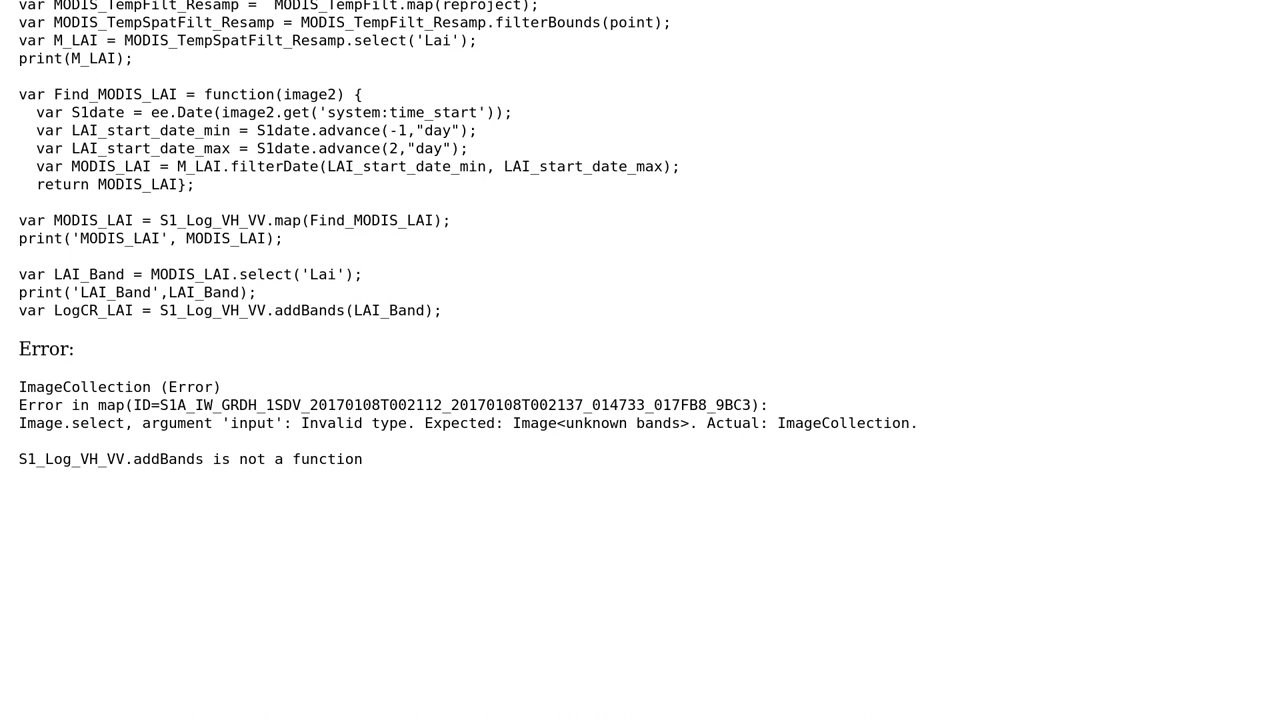 var MODIS_TempFilt_Resamp =  MODIS_TempFilt.map(reproject);
var MODIS_TempSpatFilt_Resamp = MODIS_TempFilt_Resamp.filterBounds(point);
var M_LAI = MODIS_TempSpatFilt_Resamp.select('Lai');
print(M_LAI);

var Find_MODIS_LAI = function(image2) {
  var S1date = ee.Date(image2.get('system:time_start'));
  var LAI_start_date_min = S1date.advance(-1,"day");
  var LAI_start_date_max = S1date.advance(2,"day");
  var MODIS_LAI = M_LAI.filterDate(LAI_start_date_min, LAI_start_date_max);
  return MODIS_LAI};

var MODIS_LAI = S1_Log_VH_VV.map(Find_MODIS_LAI);
print('MODIS_LAI', MODIS_LAI);

var LAI_Band = MODIS_LAI.select('Lai');
print('LAI_Band',LAI_Band);
var LogCR_LAI = S1_Log_VH_VV.addBands(LAI_Band);

Error:

ImageCollection (Error)
Error in map(ID=S1A_IW_GRDH_1SDV_20170108T002112_20170108T002137_014733_017FB8_9BC3):
Image.select, argument 'input': Invalid type. Expected: Image<unknown bands>. Actual: ImageCollection.

S1_Log_VH_VV.addBands is not a function